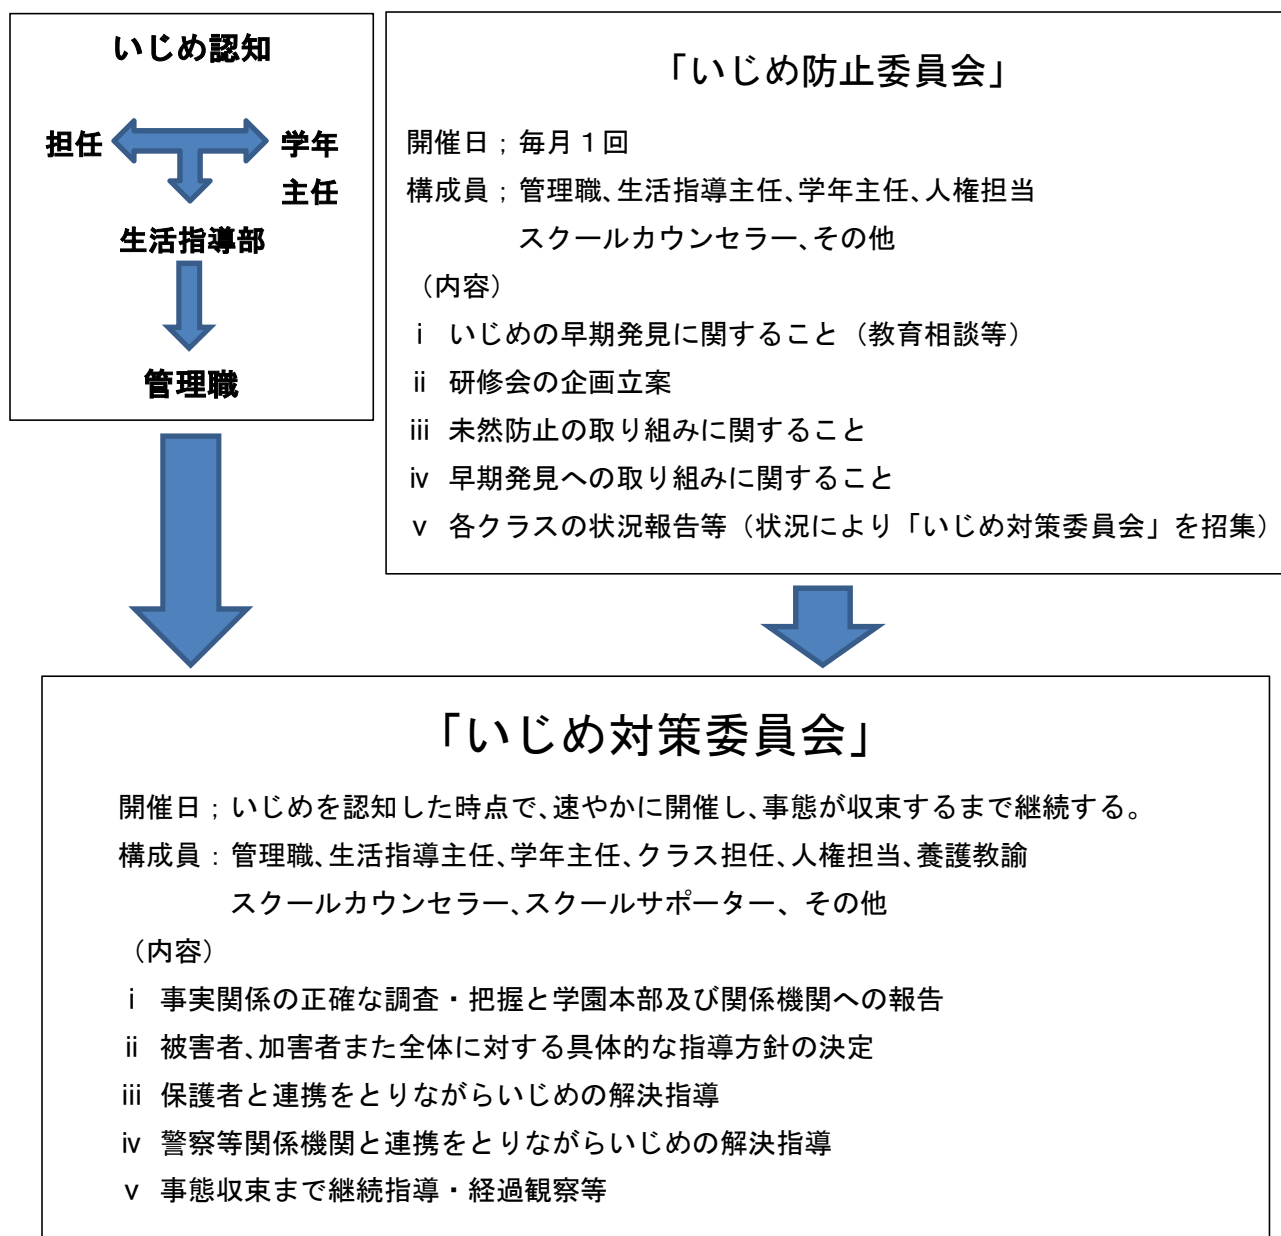 いじめ認知
担任
学年
主任
生活指導部
管理職
「いじめ防止委員会」
開催日；毎月１回
構成員；管理職、生活指導主任、学年主任、人権担当
スクールカウンセラー、その他
（内容）
ⅰ いじめの早期発見に関すること（教育相談等）
ⅱ 研修会の企画立案
ⅲ 未然防止の取り組みに関すること
ⅳ 早期発見への取り組みに関すること
ⅴ 各クラスの状況報告等（状況により「いじめ対策委員会」を招集）
「いじめ対策委員会」
開催日；いじめを認知した時点で、速やかに開催し、事態が収束するまで継続する。
構成員：管理職、生活指導主任、学年主任、クラス担任、人権担当、養護教諭
スクールカウンセラー、スクールサポーター、その他
（内容）
ⅰ 事実関係の正確な調査・把握と学園本部及び関係機関への報告
ⅱ 被害者、加害者また全体に対する具体的な指導方針の決定
ⅲ 保護者と連携をとりながらいじめの解決指導
ⅳ 警察等関係機関と連携をとりながらいじめの解決指導
ⅴ 事態収束まで継続指導・経過観察等